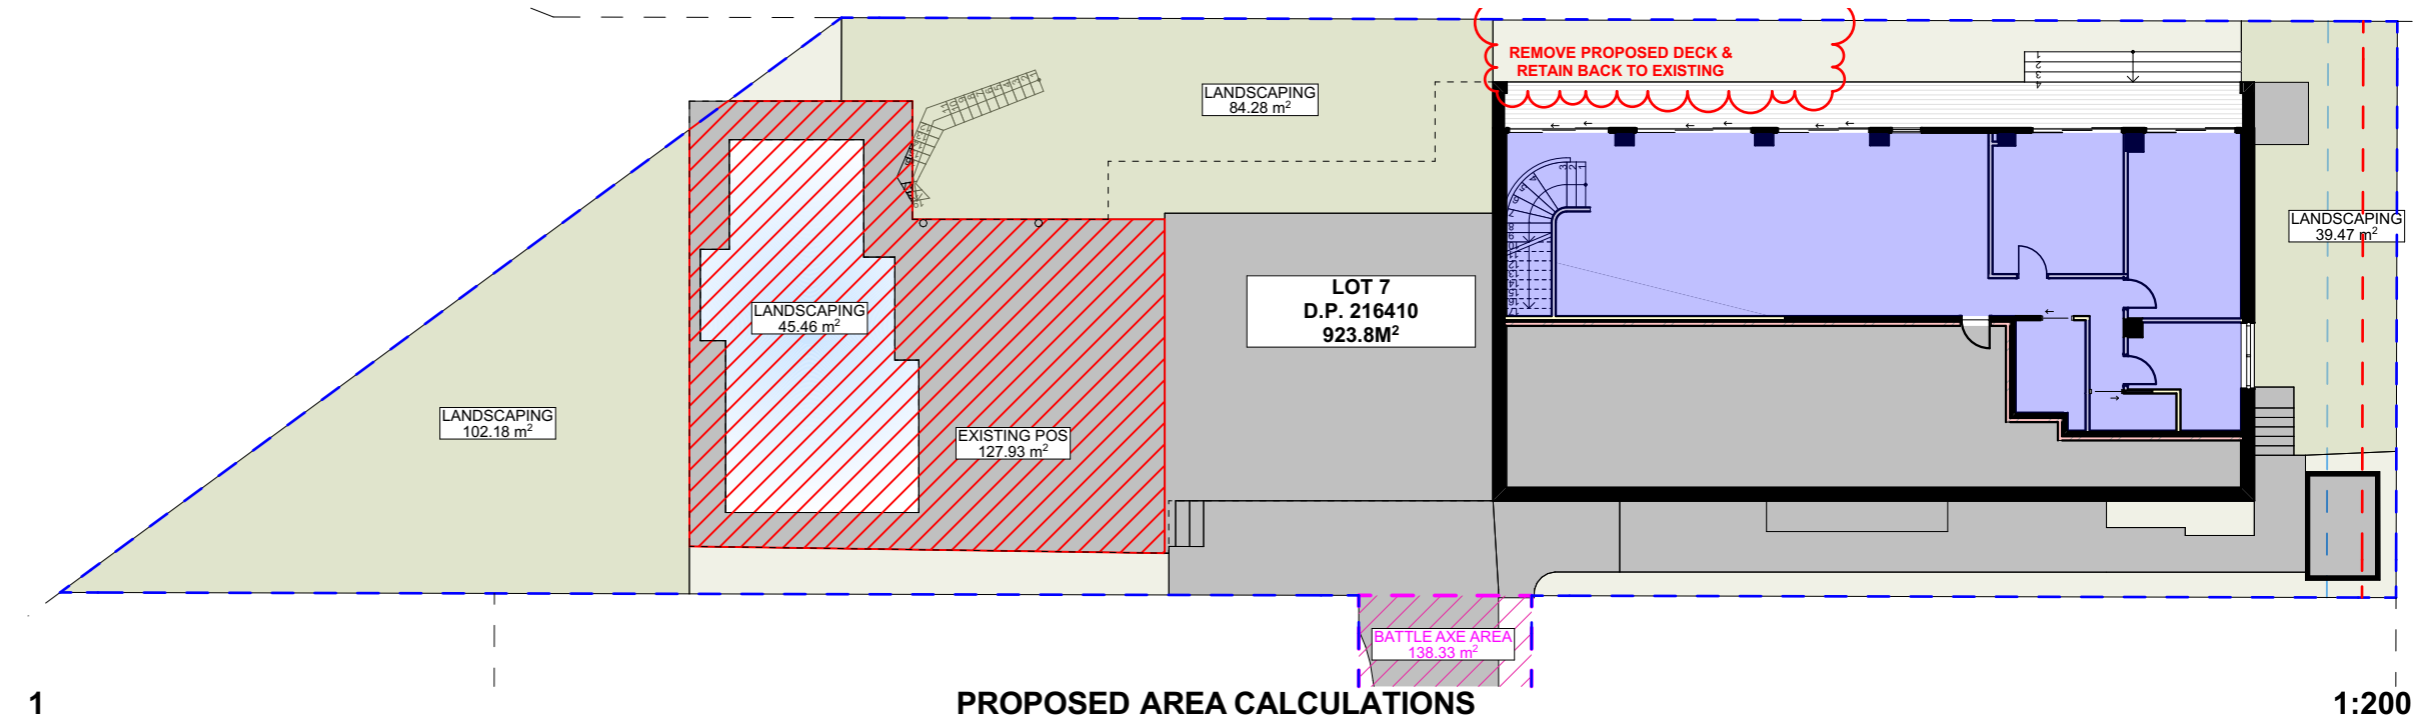 REMOVE PROPOSED DECK &
RETAIN BACK TO EXISTING
LANDSCAPING
84.28 m²
LANDSCAPING
39.47 m²
LOT 7
D.P. 216410
923.8M²
LANDSCAPING
45.46 m²
LANDSCAPING
102.18 m²
EXISTING POS
127.93 m²
BATTLE AXE AREA
138.33 m²
1
PROPOSED AREA CALCULATIONS
1:200